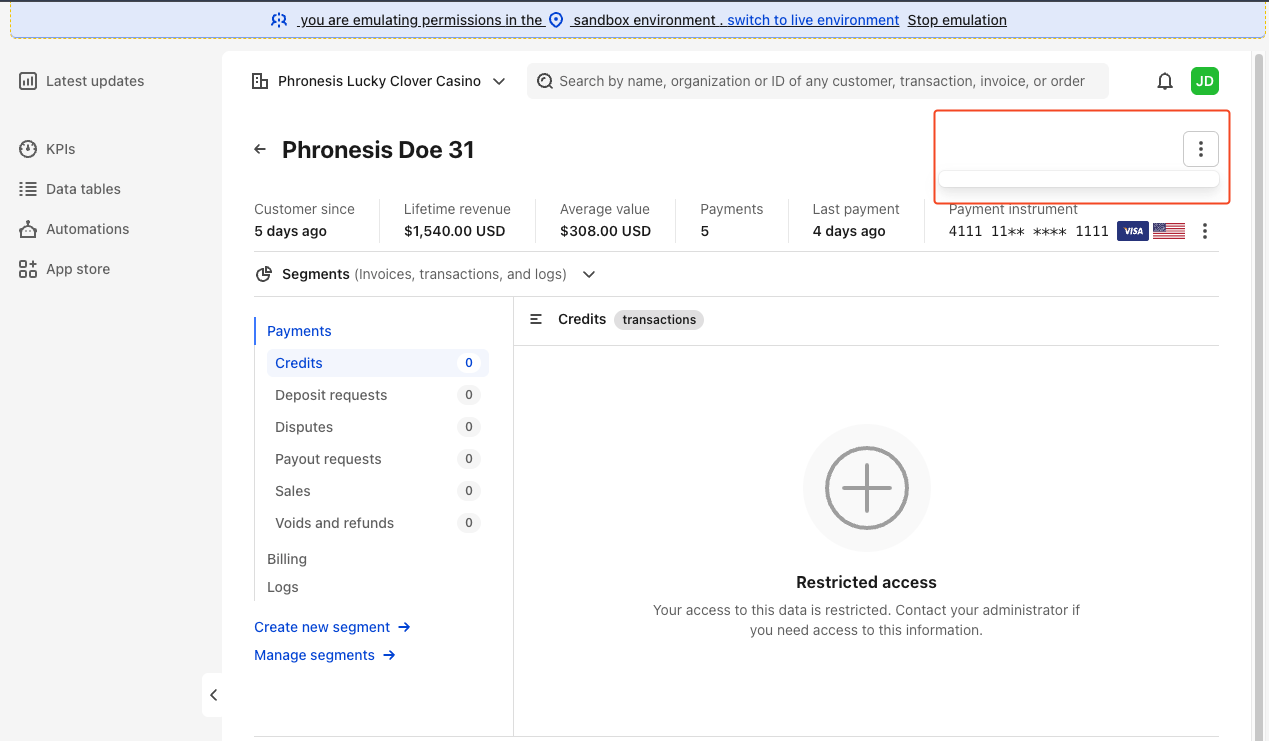 you are emulating permissions in the sandbox environment . switch to live environment Stop emulation
Latest updates
KPIs
Data tables
Automations
App store
Phronesis Lucky Clover Casino
Search by name, organization or ID of any customer, transaction, invoice, or order
JD
Phronesis Doe 31
Customer since
5 days ago
Lifetime revenue
$1,540.00 USD
Average value
$308.00 USD
Payments
5
Last payment
4 days ago
Payment instrument
4111 11** **** 1111 VISA
Segments (Invoices, transactions, and logs)
Payments
Credits 0
Deposit requests 0
Disputes 0
Payout requests 0
Sales 0
Voids and refunds 0
Billing
Logs
Create new segment
Manage segments
Credits transactions
Restricted access
Your access to this data is restricted. Contact your administrator if
you need access to this information.